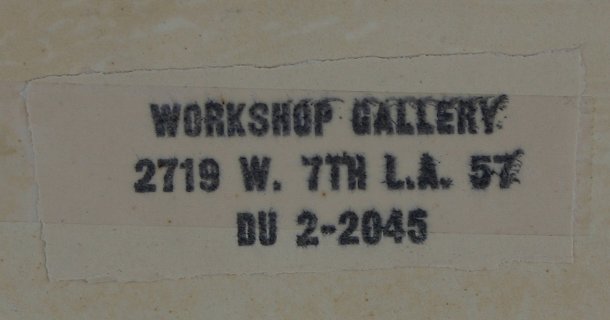 WORKSHOP GALLERY
2719 W. 7TH L.A. 57
DU 2-2045